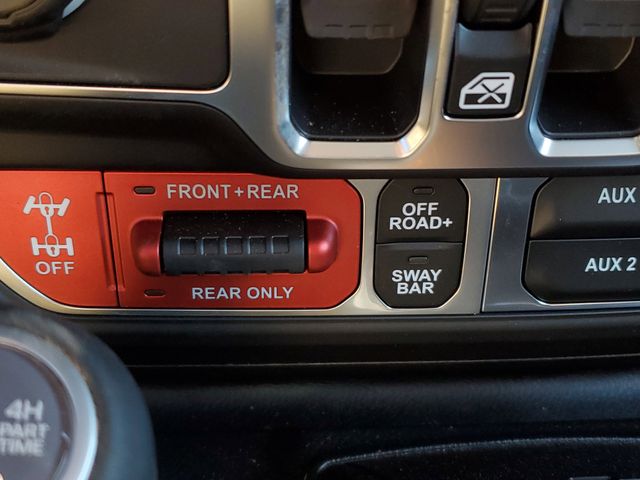 FRONT+REAR
OFF
REAR ONLY
OFF
ROAD+
SWAY
BAR
AUX
AUX 2
4H
PART
TIME